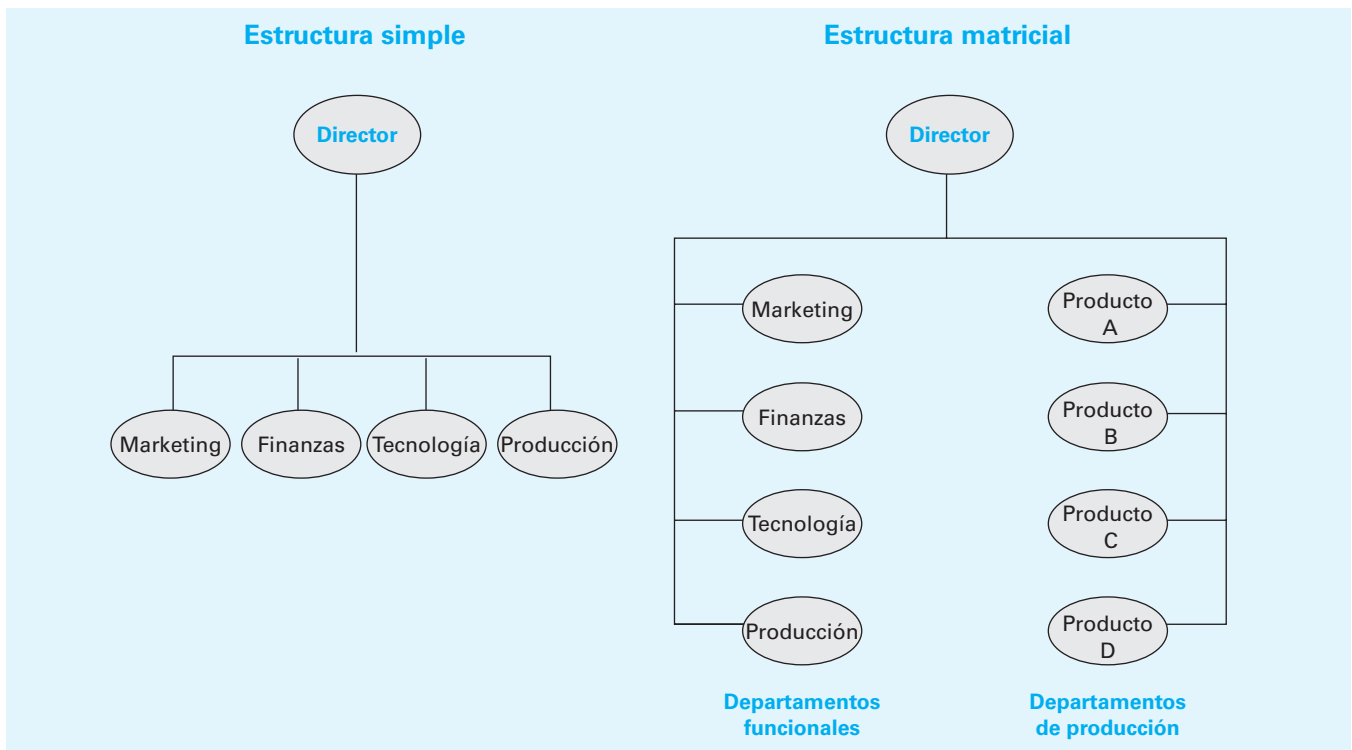 Estructura simple
Director
Marketing
Finanzas
Tecnología
Producción
Estructura matricial
Director
Marketing
Finanzas
Tecnología
Producción
Departamentos
funcionales
Producto
A
Producto
B
Producto
C
Producto
D
Departamentos
de producción